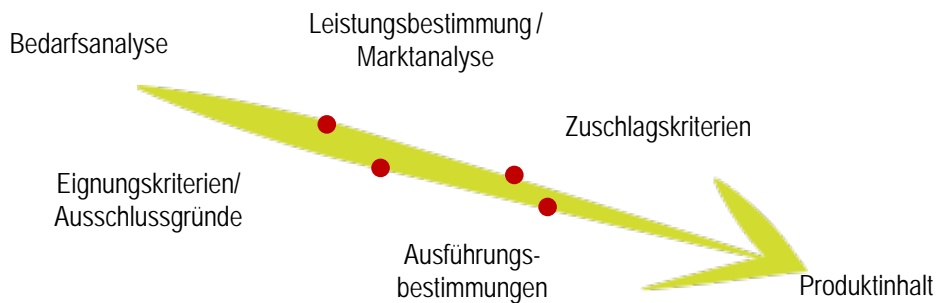 Bedarfsanalyse
Leistungsbestimmung /
Marktanalyse
Zuschlagskriterien
Eignungskriterien/
Ausschlussgründe
Ausführungs-
bestimmungen
Produktinhalt